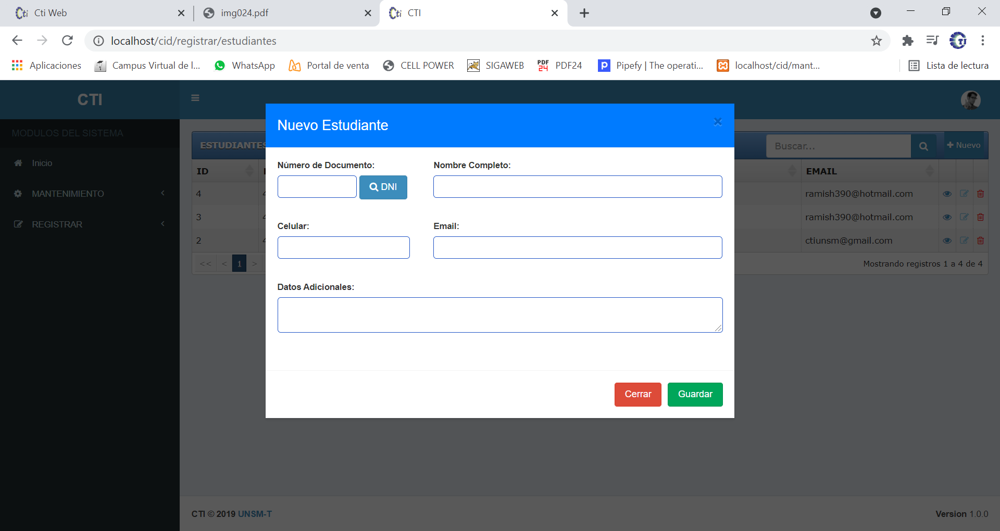 Cti Web
img024.pdf
CTI
localhost/cid/registrar/estudiantes
Aplicaciones
Campus Virtual de l...
WhatsApp
Portal de venta
CELL POWER
SIGAWEB
PDF24
Pipefy | The operati...
localhost/cid/mant...
Lista de lectura
CTI
MODULOS DEL SISTEMA
Inicio
MANTENIMIENTO
REGISTRAR
ESTUDIANTES
Buscar...
+ Nuevo
ID
EMAIL
4
ramish390@hotmail.com
3
ramish390@hotmail.com
2
ctiunsm@gmail.com
<< < 1 >
Mostrando registros 1 a 4 de 4
Nuevo Estudiante
Número de Documento:
Nombre Completo:
DNI
Celular:
Email:
Datos Adicionales:
Cerrar
Guardar
CTI © 2019 UNSM-T
Version 1.0.0